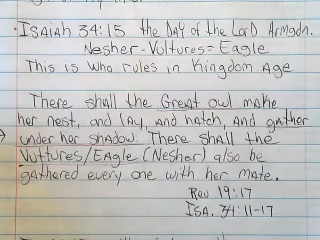 • Isaiah 34:15 the Day of the Lord Armgdn.
Nesher-Vultures = Eagle
This is who rules in Kingdom Age
There shall the Great owl make
her nest, and lay, and hatch, and gather
→ under her shadow. There shall the
Vultures/Eagle (Nesher) also be
gathered every one with her mate.
Rev 19:17
Isa. 34:11-17